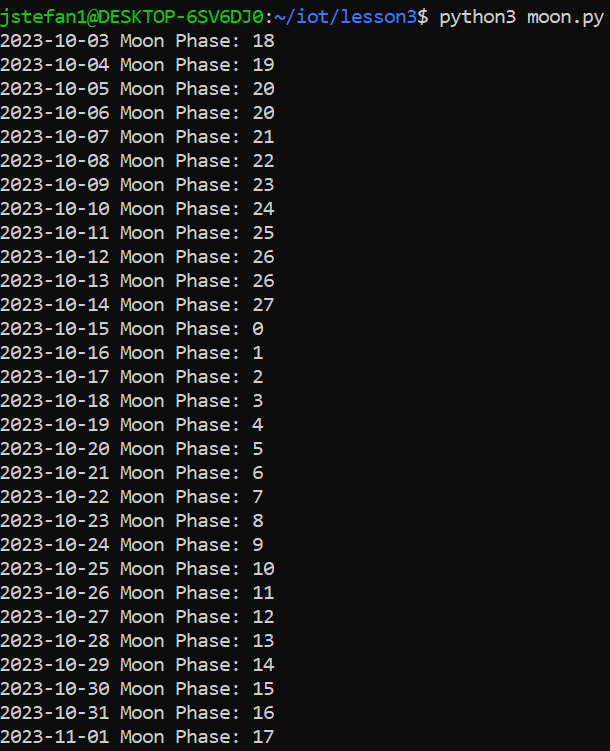 jstefan1@DESKTOP-6SV6DJ0:~/iot/lesson3$ python3 moon.py
2023-10-03 Moon Phase: 18
2023-10-04 Moon Phase: 19
2023-10-05 Moon Phase: 20
2023-10-06 Moon Phase: 20
2023-10-07 Moon Phase: 21
2023-10-08 Moon Phase: 22
2023-10-09 Moon Phase: 23
2023-10-10 Moon Phase: 24
2023-10-11 Moon Phase: 25
2023-10-12 Moon Phase: 26
2023-10-13 Moon Phase: 26
2023-10-14 Moon Phase: 27
2023-10-15 Moon Phase: 0
2023-10-16 Moon Phase: 1
2023-10-17 Moon Phase: 2
2023-10-18 Moon Phase: 3
2023-10-19 Moon Phase: 4
2023-10-20 Moon Phase: 5
2023-10-21 Moon Phase: 6
2023-10-22 Moon Phase: 7
2023-10-23 Moon Phase: 8
2023-10-24 Moon Phase: 9
2023-10-25 Moon Phase: 10
2023-10-26 Moon Phase: 11
2023-10-27 Moon Phase: 12
2023-10-28 Moon Phase: 13
2023-10-29 Moon Phase: 14
2023-10-30 Moon Phase: 15
2023-10-31 Moon Phase: 16
2023-11-01 Moon Phase: 17